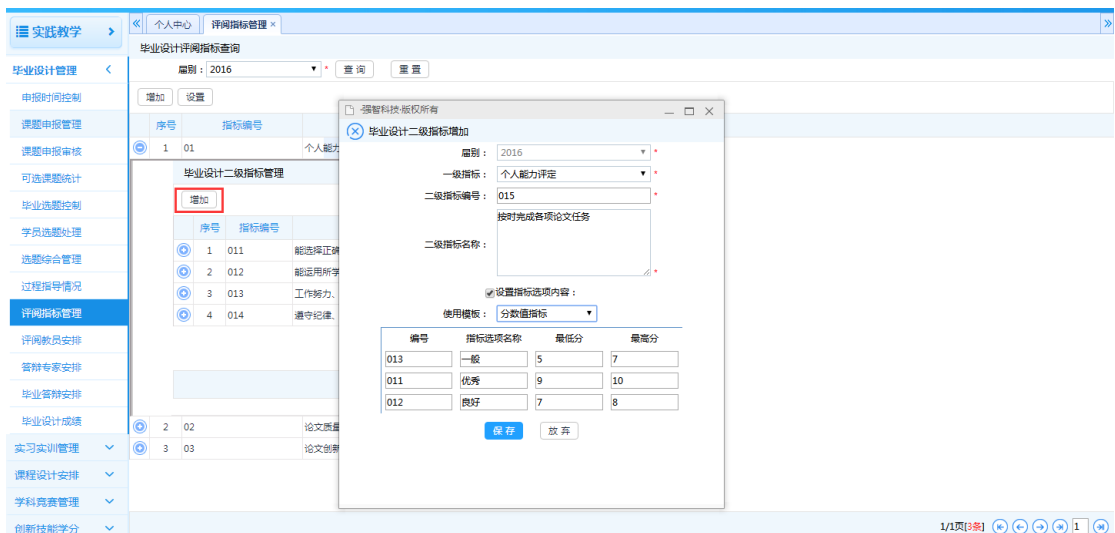 实践教学
个人中心 评阅指标管理 ×
毕业设计评阅指标查询
毕业设计管理
届别： 2016 * 查 询 重 置
申报时间控制
增加 设置
课题申报管理
序号 指标编号
课题申报审核
1 01 个人能力
可选课题统计
毕业设计二级指标管理
毕业选题控制
增加
学员选题处理
序号 指标编号
选题综合管理
1 011 能选择正确
2 012 能运用所学
过程指导情况
3 013 工作努力、
评阅指标管理
4 014 遵守纪律、
评阅教员安排
答辩专家安排
毕业答辩安排
毕业设计成绩
2 02 论文质量
实习实训管理
3 03 论文创新
课程设计安排
学科竞赛管理
创新技能学分
-强智科技-版权所有
毕业设计二级指标增加
届别： 2016 *
一级指标： 个人能力评定 *
二级指标编号： 015 *
二级指标名称： 按时完成各项论文任务 *
设置指标选项内容：
使用模板： 分数值指标
编号 指标选项名称 最低分 最高分
013 一般 5 7
011 优秀 9 10
012 良好 7 8
保 存 放 弃
1/1页[3条] 1